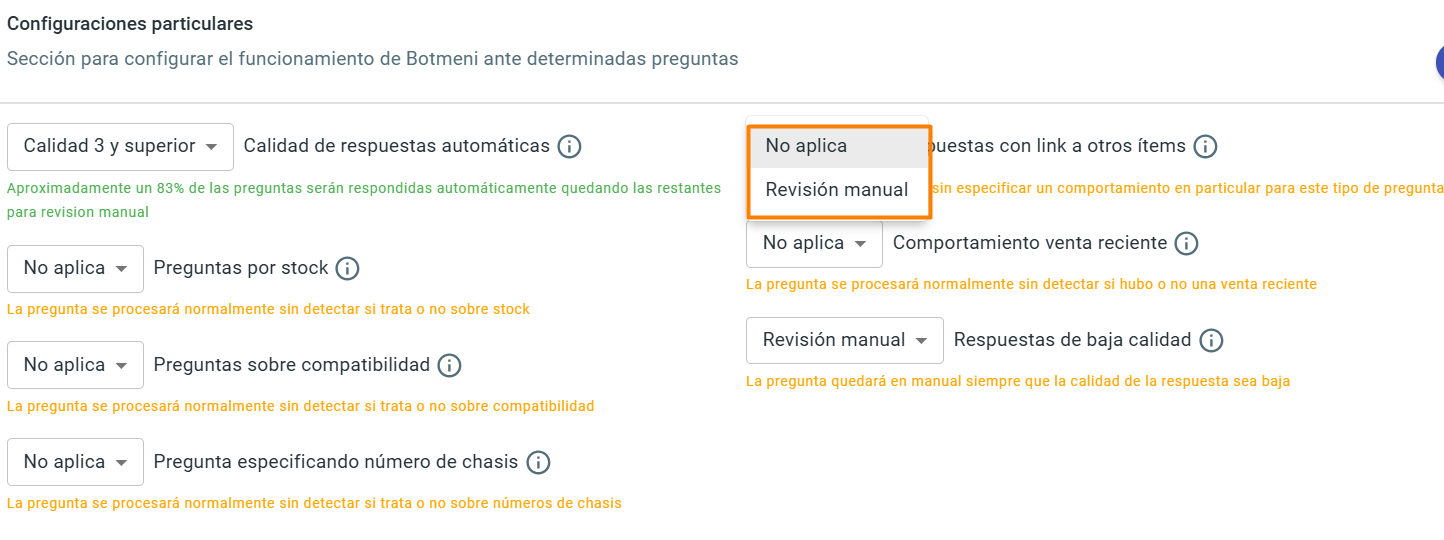 Configuraciones particulares
Sección para configurar el funcionamiento de Botmeni ante determinadas preguntas
Calidad 3 y superior Calidad de respuestas automáticas
Aproximadamente un 83% de las preguntas serán respondidas automáticamente quedando las restantes
para revision manual
No aplica Preguntas por stock
La pregunta se procesará normalmente sin detectar si trata o no sobre stock
No aplica Preguntas sobre compatibilidad
La pregunta se procesará normalmente sin detectar si trata o no sobre compatibilidad
No aplica Pregunta especificando número de chasis
La pregunta se procesará normalmente sin detectar si trata o no sobre números de chasis
No aplica puestas con link a otros ítems
Revisión manual sin especificar un comportamiento en particular para este tipo de pregunta
No aplica Comportamiento venta reciente
La pregunta se procesará normalmente sin detectar si hubo o no una venta reciente
Revisión manual Respuestas de baja calidad
La pregunta quedará en manual siempre que la calidad de la respuesta sea baja